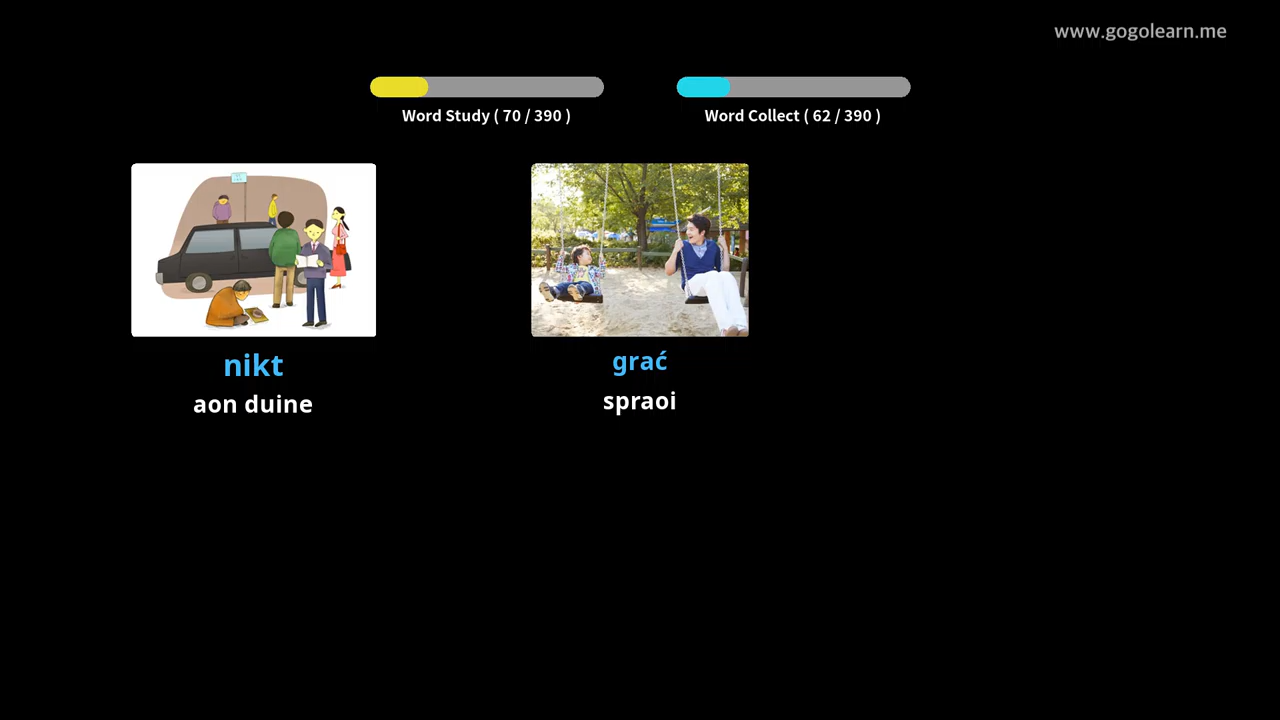 www.gogolearn.me
Word Study ( 70 / 390 )
Word Collect ( 62 / 390 )
nikt
aon duine
grać
spraoi